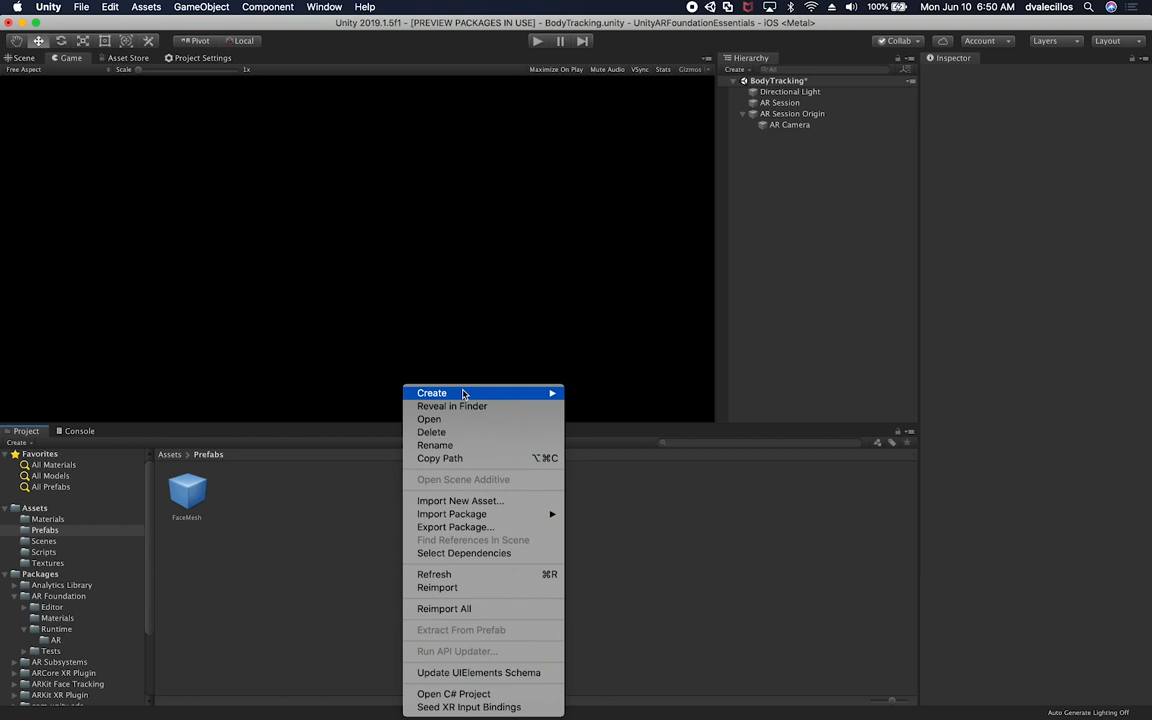 Unity File Edit Assets GameObject Component Window Help 100% Mon Jun 10 6:50 AM dvalecillos
Unity 2019.1.5f1 - [PREVIEW PACKAGES IN USE] - BodyTracking.unity - UnityARFoundationEssentials - iOS <Metal>
Pivot Local Collab Account Layers Layout
Scene Game Asset Store Project Settings Hierarchy Inspector
Free Aspect Scale 1x Maximize On Play Mute Audio VSync Stats Gizmos Create All
BodyTracking*
Directional Light
AR Session
AR Session Origin
AR Camera
Create
Reveal in Finder
Open
Delete
Rename
Copy Path ⌥⌘C
Open Scene Additive
Import New Asset...
Import Package
Export Package...
Find References In Scene
Select Dependencies
Refresh ⌘R
Reimport
Reimport All
Extract From Prefab
Run API Updater...
Update UIElements Schema
Open C# Project
Seed XR Input Bindings
Project Console
Create
Favorites
All Materials
All Models
All Prefabs
Assets
Materials
Prefabs
Scenes
Scripts
Textures
Packages
Analytics Library
AR Foundation
Editor
Materials
Runtime
AR
Tests
AR Subsystems
ARCore XR Plugin
ARKit Face Tracking
ARKit XR Plugin
Assets > Prefabs
FaceMesh
Auto Generate Lighting Off